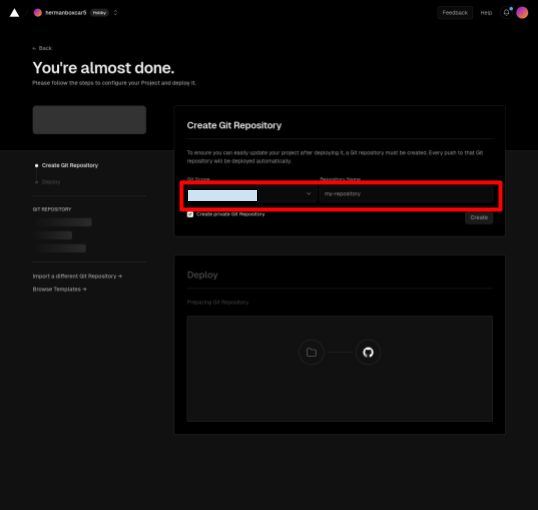 hermanboxcar5 Hobby
Feedback
Help
← Back
You're almost done.
Please follow the steps to configure your Project and deploy it.
Create Git Repository
Deploy
GIT REPOSITORY
Import a different Git Repository →
Browse Templates →
Create Git Repository
To ensure you can easily update your project after deploying it, a Git repository must be created. Every push to that Git
repository will be deployed automatically.
Git Scope
Repository Name
my-repository
Create private Git Repository
Create
Deploy
Preparing Git Repository